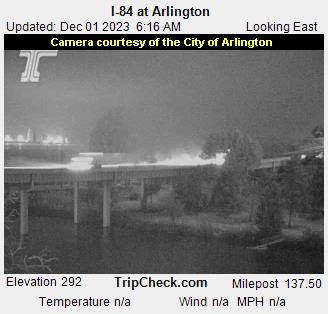 I-84 at Arlington
Updated: Dec 01 2023 6:16 AM Looking East
Camera courtesy of the City of Arlington
Elevation 292 TripCheck.com Milepost 137.50
Temperature n/a Wind n/a MPH n/a